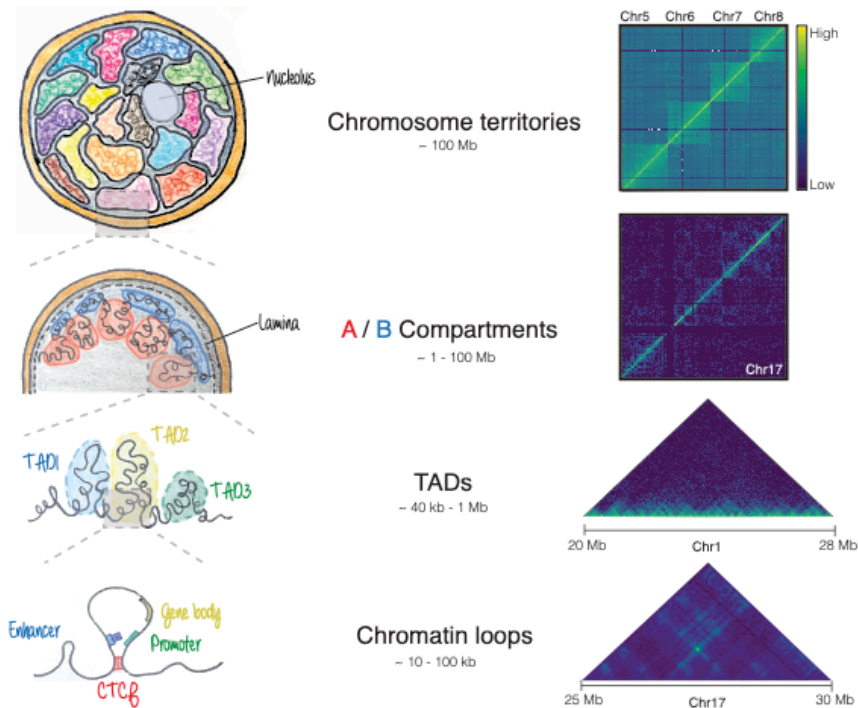 Nucleolus
Chromosome territories
~ 100 Mb
Chr5 Chr6 Chr7 Chr8
High
Low
Lamina
A / B Compartments
~ 1 - 100 Mb
Chr17
TAD1
TAD2
TAD3
TADs
~ 40 kb - 1 Mb
20 Mb
Chr1
28 Mb
Enhancer
Gene body
Promoter
CTCf
Chromatin loops
~ 10 - 100 kb
25 Mb
Chr17
30 Mb